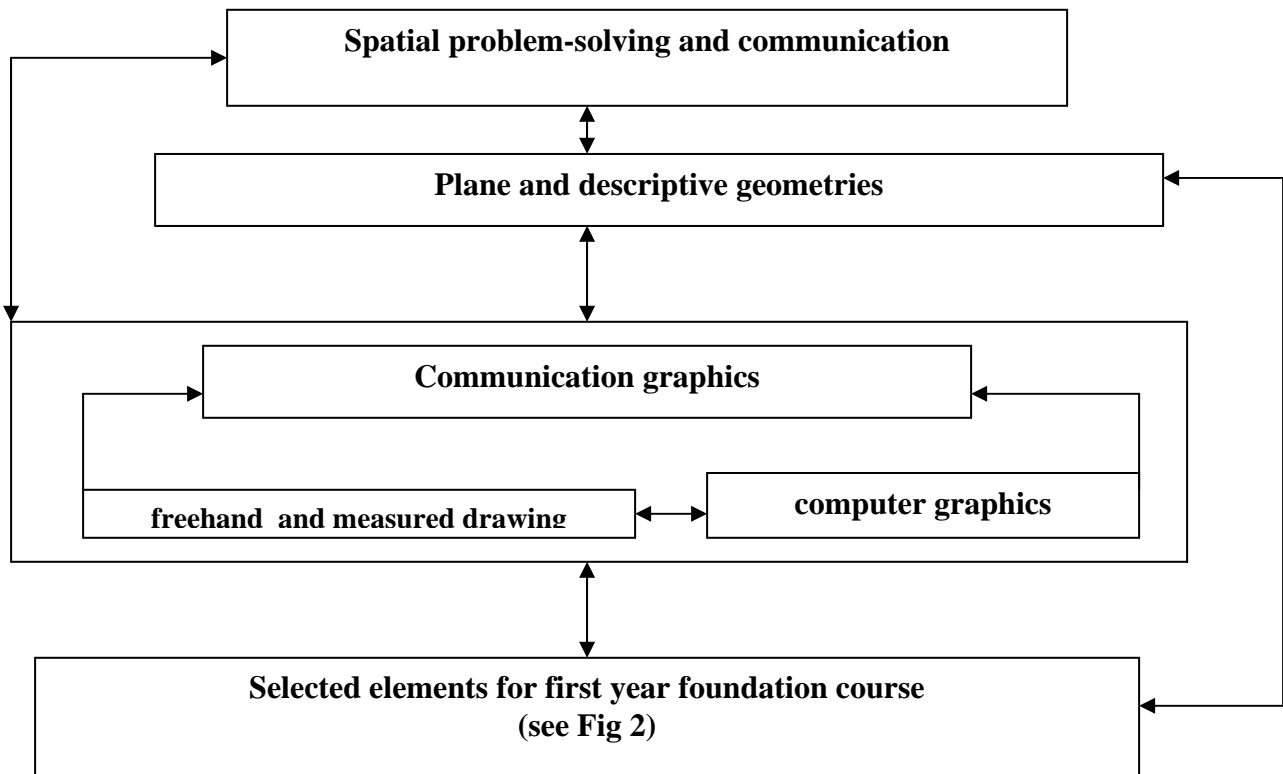 Spatial problem-solving and communication
Plane and descriptive geometries
Communication graphics
freehand and measured drawing
computer graphics
Selected elements for first year foundation course
(see Fig 2)